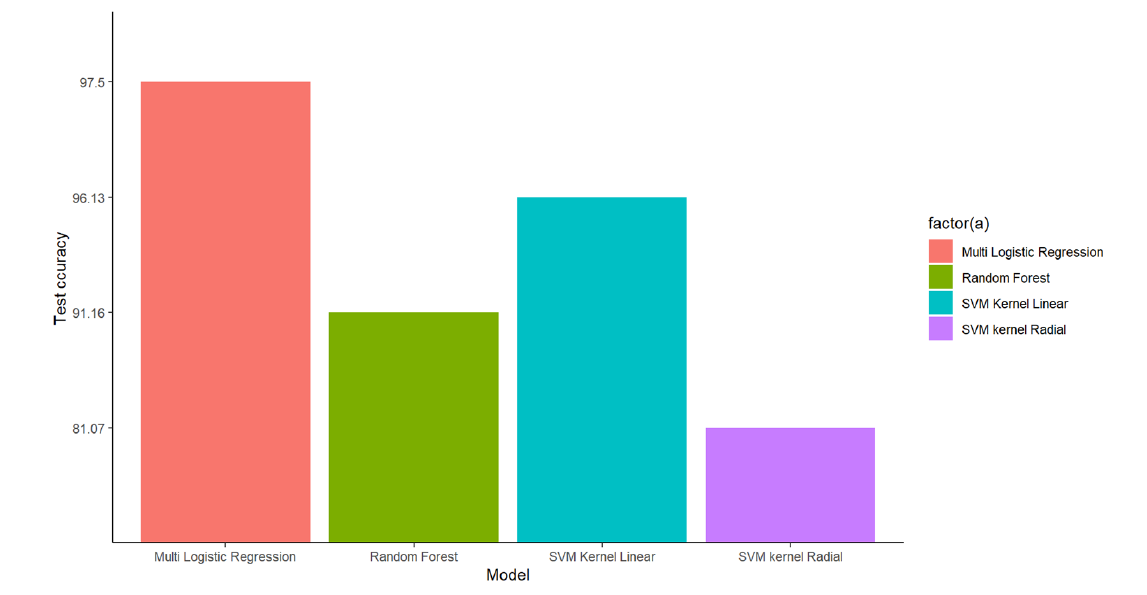 97.5
96.13
91.16
81.07
Test ccuracy
Multi Logistic Regression
Random Forest
SVM Kernel Linear
SVM kernel Radial
Model
factor(a)
Multi Logistic Regression
Random Forest
SVM Kernel Linear
SVM kernel Radial